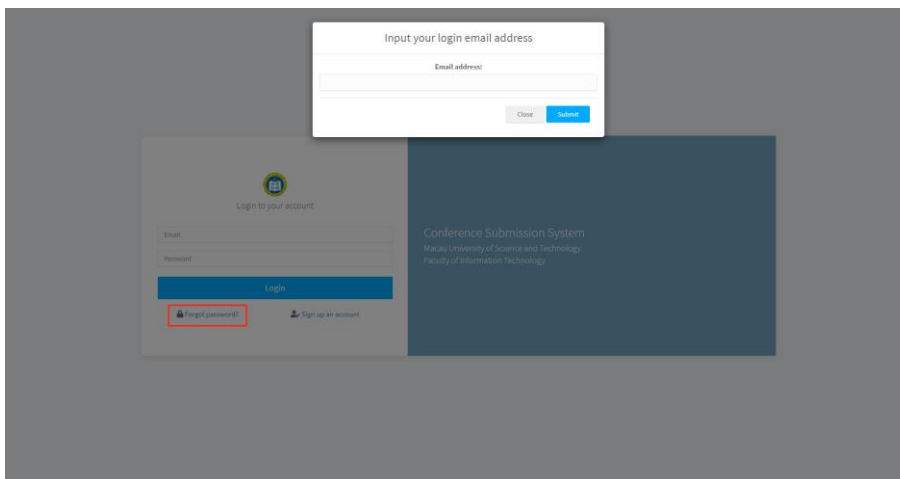 Input your login email address
Email address:
Close Submit
Login to your account
Email
Password
Login
Forgot password? Sign up an account
Conference Submission System
Macau University of Science and Technology
Faculty of Information Technology